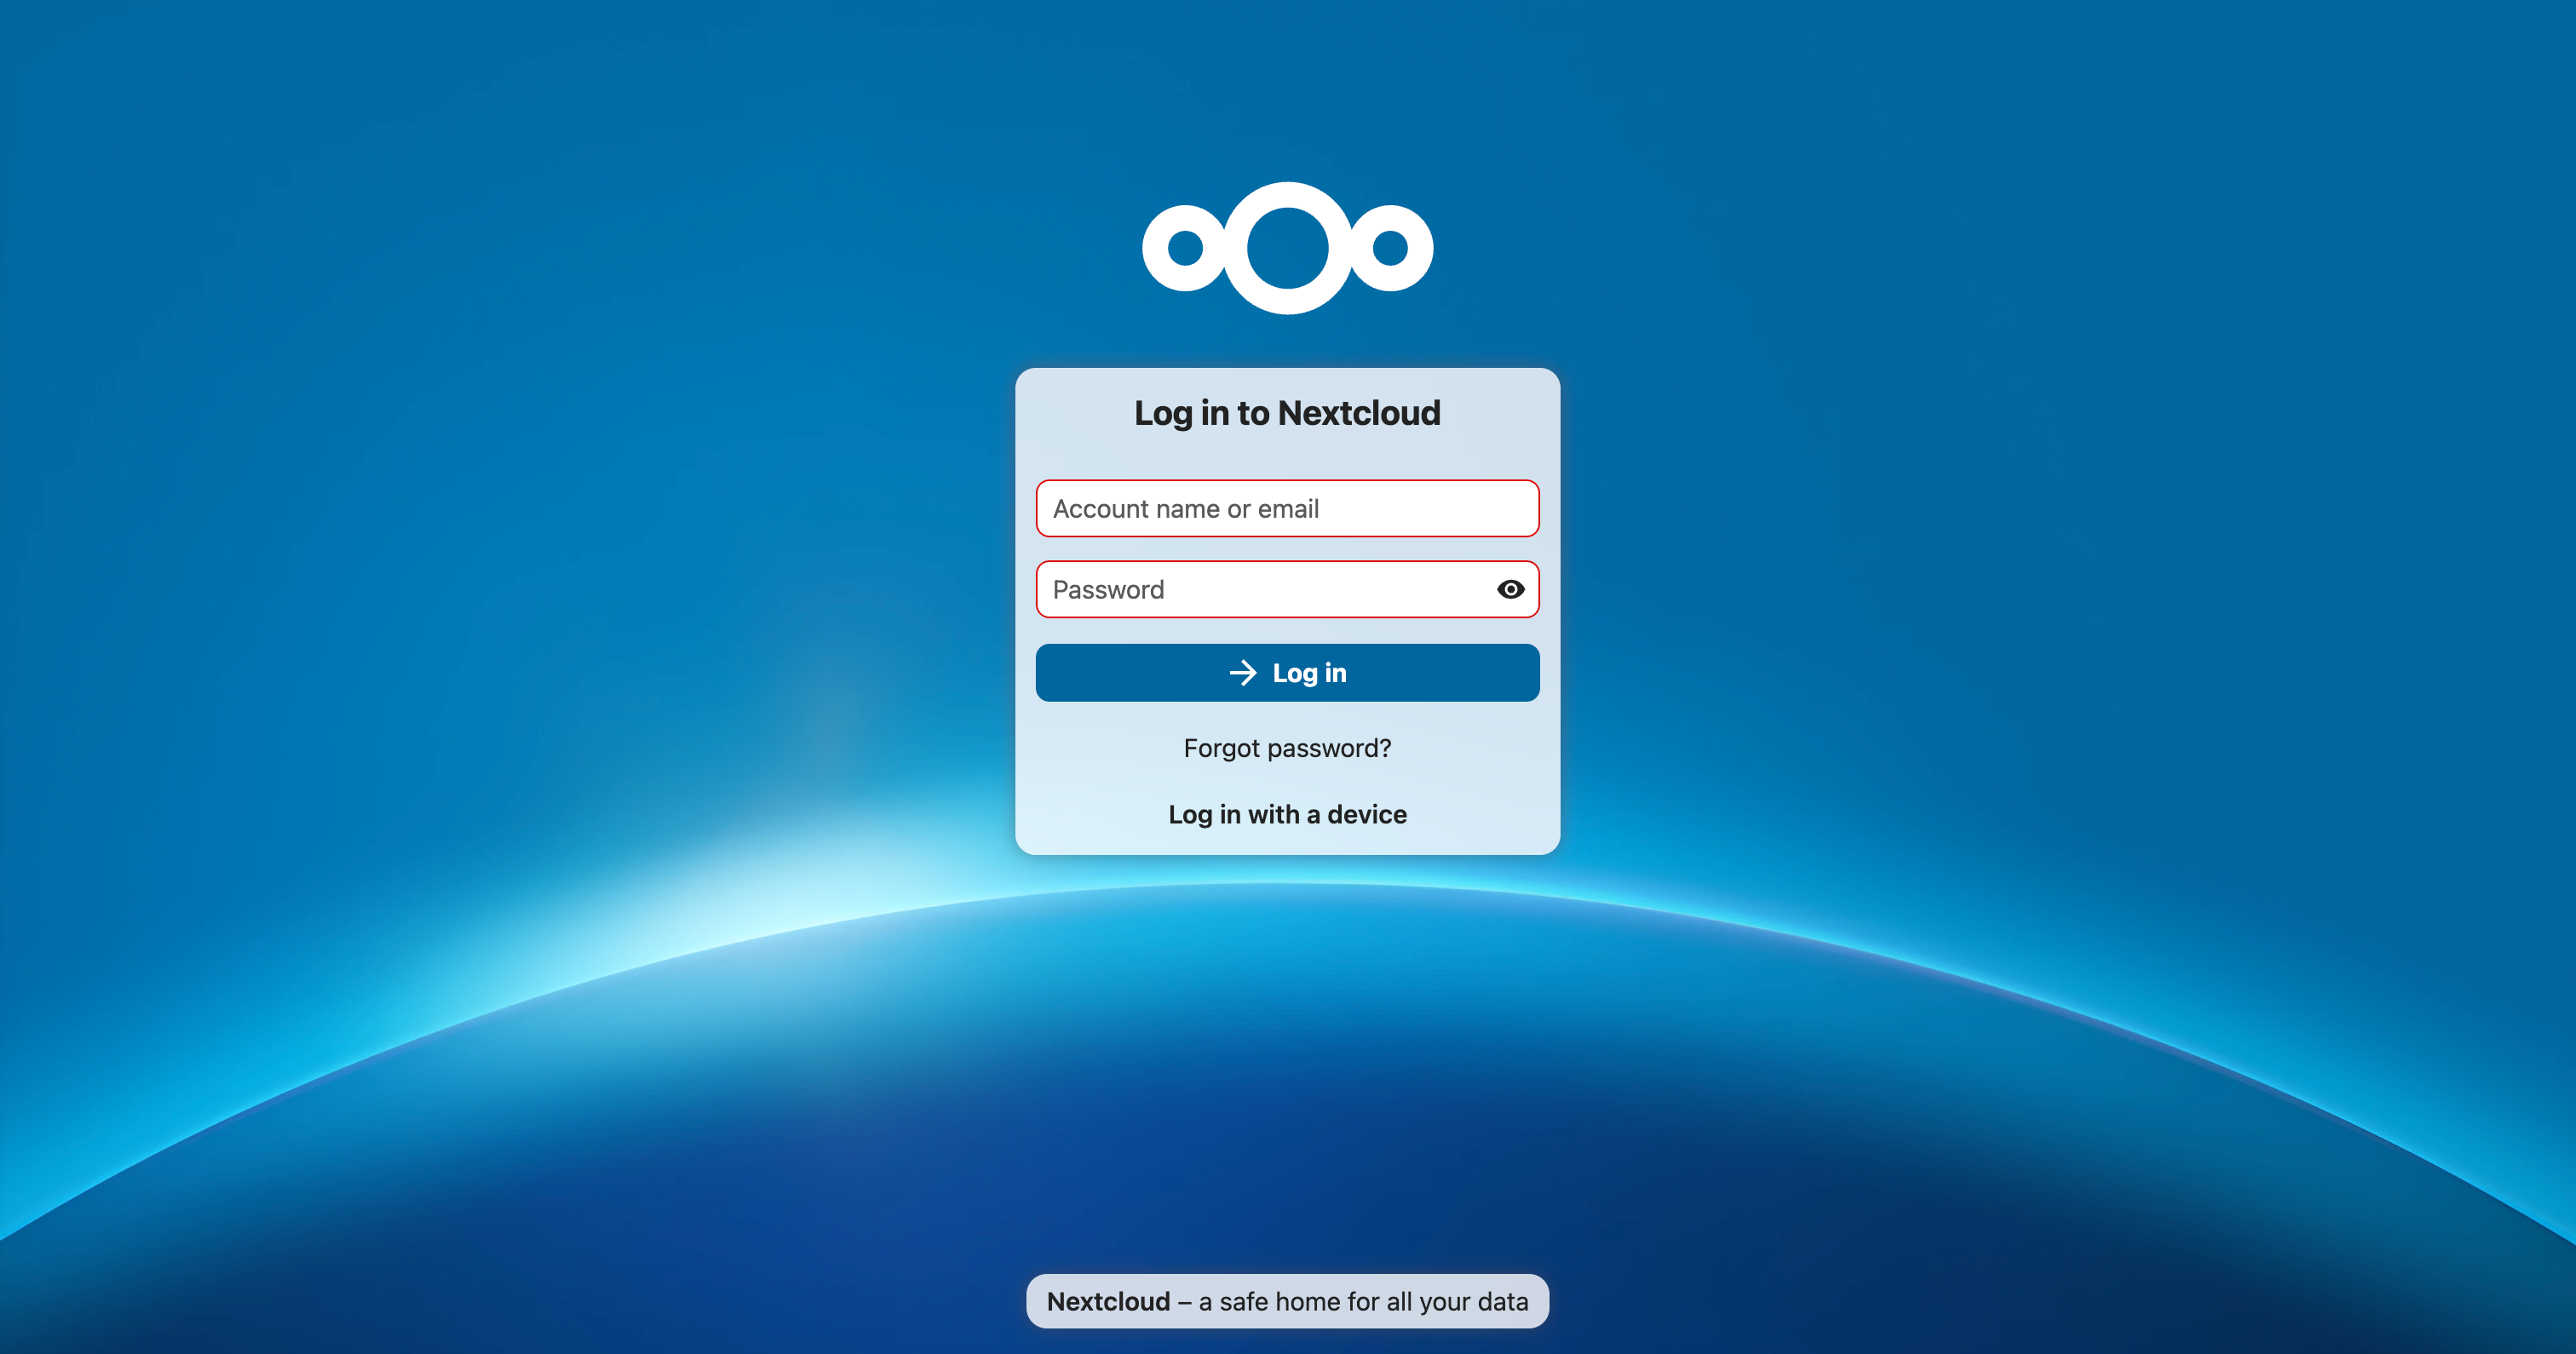 Log in to Nextcloud
Account name or email
Password
Log in
Forgot password?
Log in with a device
Nextcloud – a safe home for all your data